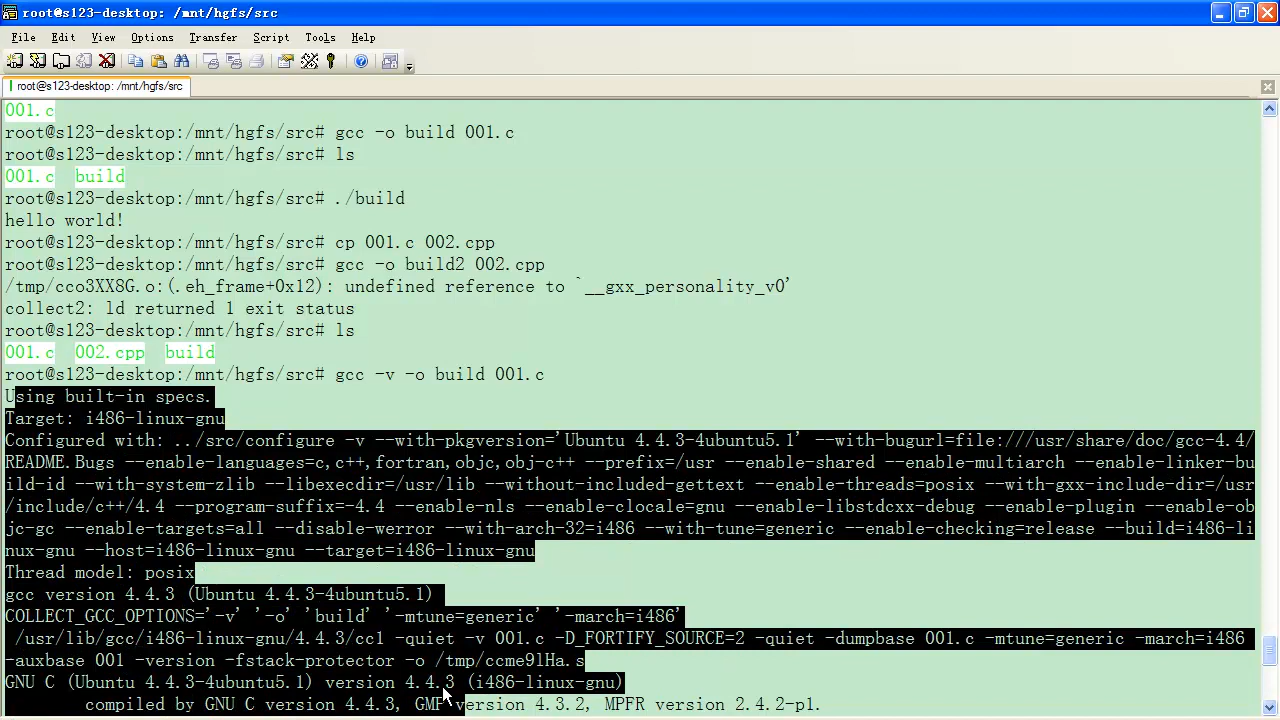 root@s123-desktop: /mnt/hgfs/src
File Edit View Options Transfer Script Tools Help
root@s123-desktop: /mnt/hgfs/src
001.c
root@s123-desktop:/mnt/hgfs/src# gcc -o build 001.c
root@s123-desktop:/mnt/hgfs/src# ls
001.c build
root@s123-desktop:/mnt/hgfs/src# ./build
hello world!
root@s123-desktop:/mnt/hgfs/src# cp 001.c 002.cpp
root@s123-desktop:/mnt/hgfs/src# gcc -o build2 002.cpp
/tmp/cco3XX8G.o:(.eh_frame+0x12): undefined reference to `__gxx_personality_v0'
collect2: ld returned 1 exit status
root@s123-desktop:/mnt/hgfs/src# ls
001.c 002.cpp build
root@s123-desktop:/mnt/hgfs/src# gcc -v -o build 001.c
Using built-in specs.
Target: i486-linux-gnu
Configured with: ../src/configure -v --with-pkgversion='Ubuntu 4.4.3-4ubuntu5.1' --with-bugurl=file:///usr/share/doc/gcc-4.4/
README.Bugs --enable-languages=c,c++,fortran,objc,obj-c++ --prefix=/usr --enable-shared --enable-multiarch --enable-linker-bu
ild-id --with-system-zlib --libexecdir=/usr/lib --without-included-gettext --enable-threads=posix --with-gxx-include-dir=/usr
/include/c++/4.4 --program-suffix=-4.4 --enable-nls --enable-clocale=gnu --enable-libstdcxx-debug --enable-plugin --enable-ob
jc-gc --enable-targets=all --disable-werror --with-arch-32=i486 --with-tune=generic --enable-checking=release --build=i486-li
nux-gnu --host=i486-linux-gnu --target=i486-linux-gnu
Thread model: posix
gcc version 4.4.3 (Ubuntu 4.4.3-4ubuntu5.1)
COLLECT_GCC_OPTIONS='-v' '-o' 'build' '-mtune=generic' '-march=i486'
/usr/lib/gcc/i486-linux-gnu/4.4.3/cc1 -quiet -v 001.c -D_FORTIFY_SOURCE=2 -quiet -dumpbase 001.c -mtune=generic -march=i486
-auxbase 001 -version -fstack-protector -o /tmp/ccme9lHa.s
GNU C (Ubuntu 4.4.3-4ubuntu5.1) version 4.4.3 (i486-linux-gnu)
compiled by GNU C version 4.4.3, GMP version 4.3.2, MPFR version 2.4.2-p1.